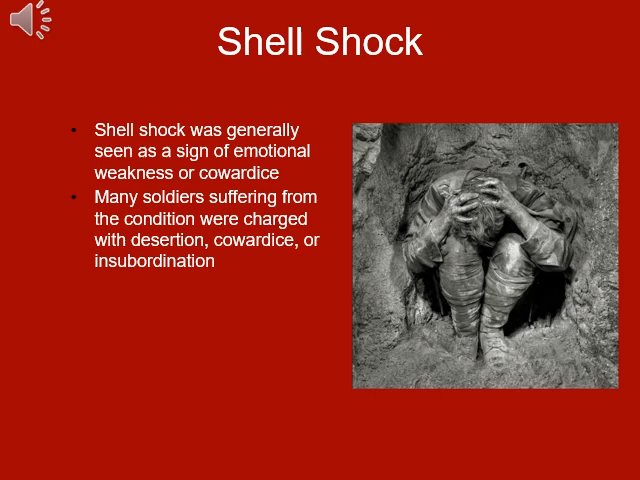 Shell Shock
• Shell shock was generally
seen as a sign of emotional
weakness or cowardice
• Many soldiers suffering from
the condition were charged
with desertion, cowardice, or
insubordination